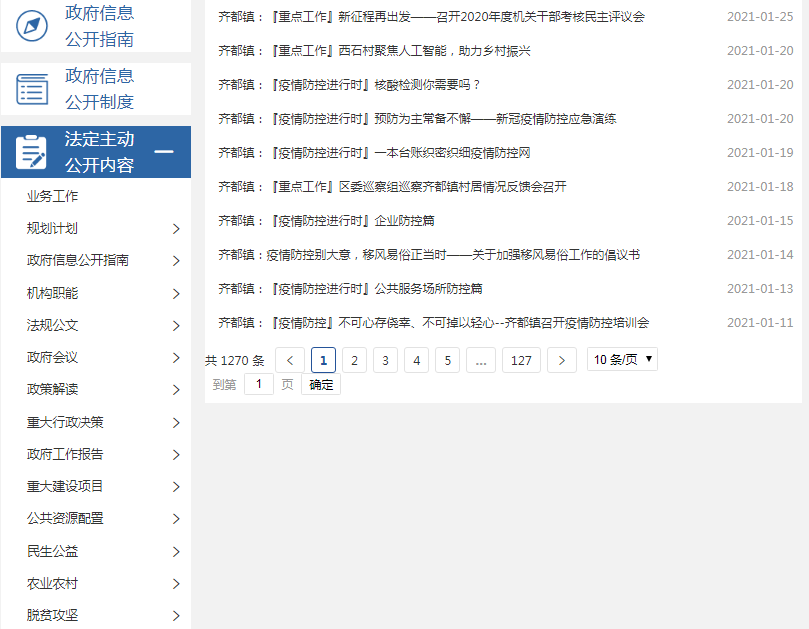 政府信息
公开指南
政府信息
公开制度
法定主动
公开内容
业务工作
规划计划
政府信息公开指南
机构职能
法规公文
政府会议
政策解读
重大行政决策
政府工作报告
重大建设项目
公共资源配置
民生公益
农业农村
脱贫攻坚
齐都镇：『重点工作』新征程再出发——召开2020年度机关干部考核民主评议会 2021-01-25
齐都镇：『重点工作』西石村聚焦人工智能，助力乡村振兴 2021-01-20
齐都镇：『疫情防控进行时』核酸检测你需要吗？ 2021-01-20
齐都镇：『疫情防控进行时』预防为主常备不懈——新冠疫情防控应急演练 2021-01-20
齐都镇：『疫情防控进行时』一本台账织密织细疫情防控网 2021-01-19
齐都镇：『重点工作』区委巡察组巡察齐都镇村居情况反馈会召开 2021-01-18
齐都镇：『疫情防控进行时』企业防控篇 2021-01-15
齐都镇：疫情防控别大意，移风易俗正当时——关于加强移风易俗工作的倡议书 2021-01-14
齐都镇：『疫情防控进行时』公共服务场所防控篇 2021-01-13
齐都镇：『疫情防控』不可心存侥幸、不可掉以轻心--齐都镇召开疫情防控培训会 2021-01-11
共 1270 条 < 1 2 3 4 5 ... 127 > 10 条/页
到第 1 页 确定